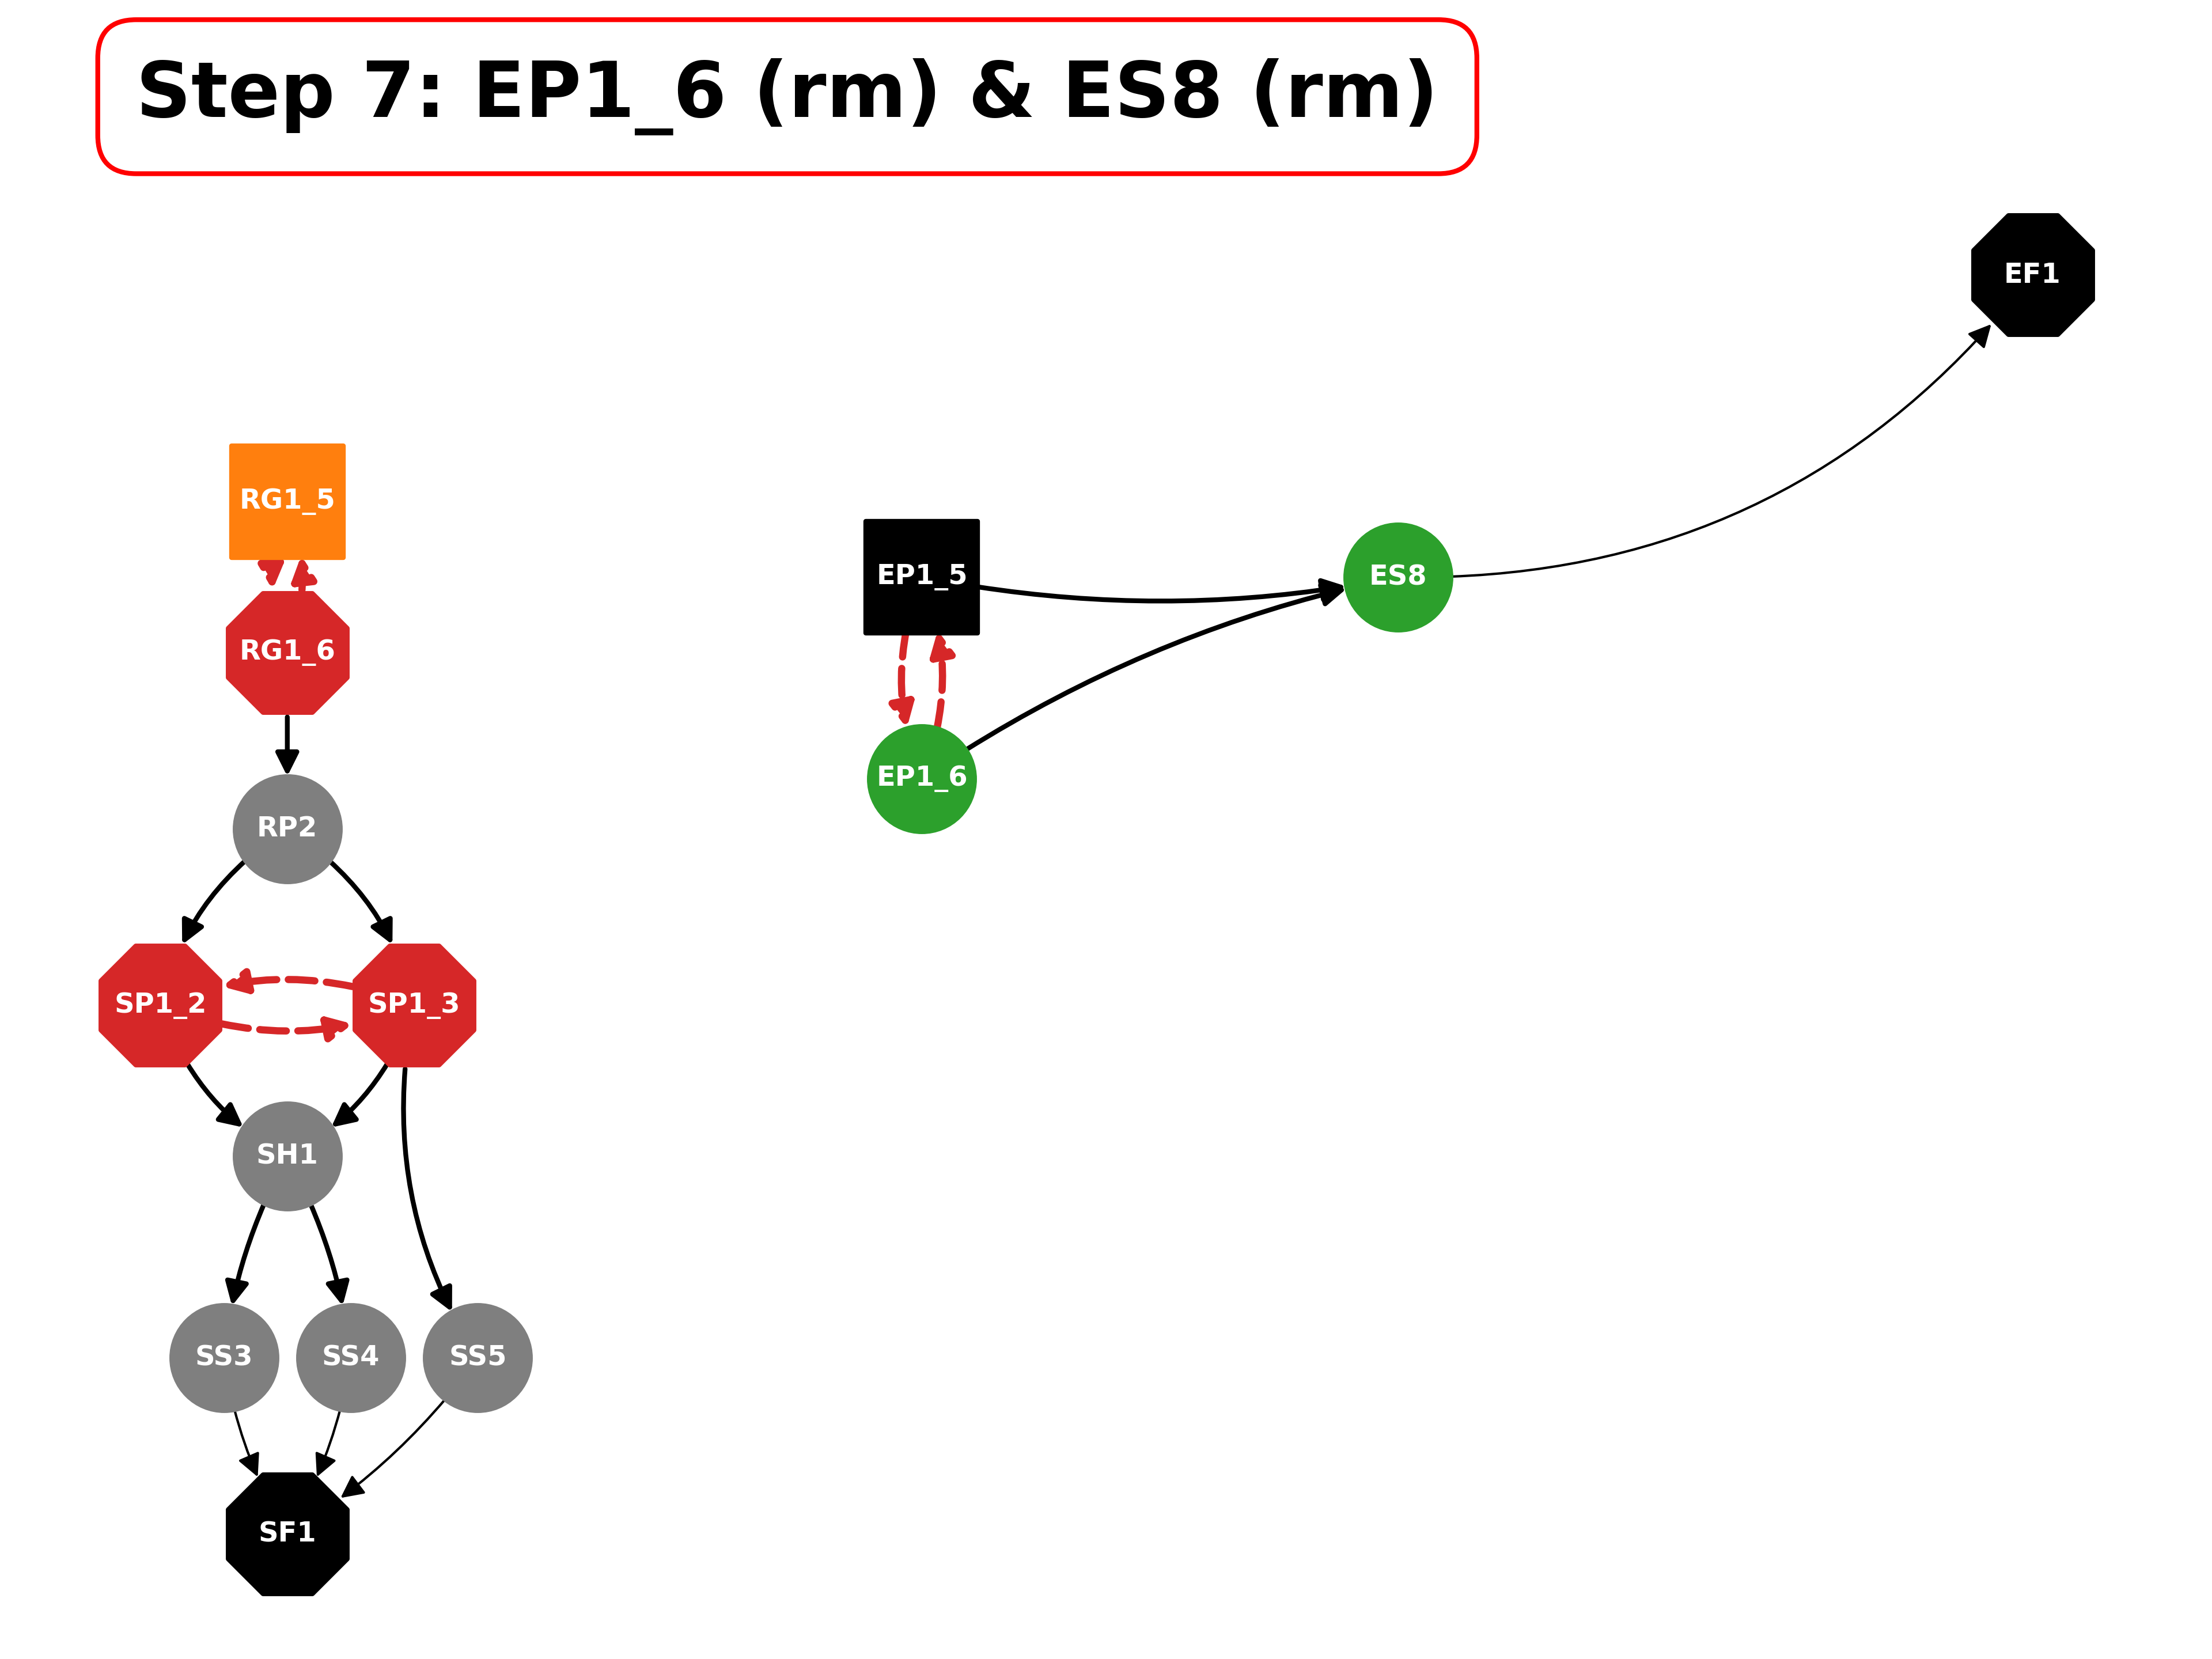 Step 7: EP1_6 (rm) & ES8 (rm)
EF1
RG1_5
EP1_5
ES8
RG1_6
EP1_6
RP2
SP1_2
SP1_3
SH1
SS3
SS4
SS5
SF1